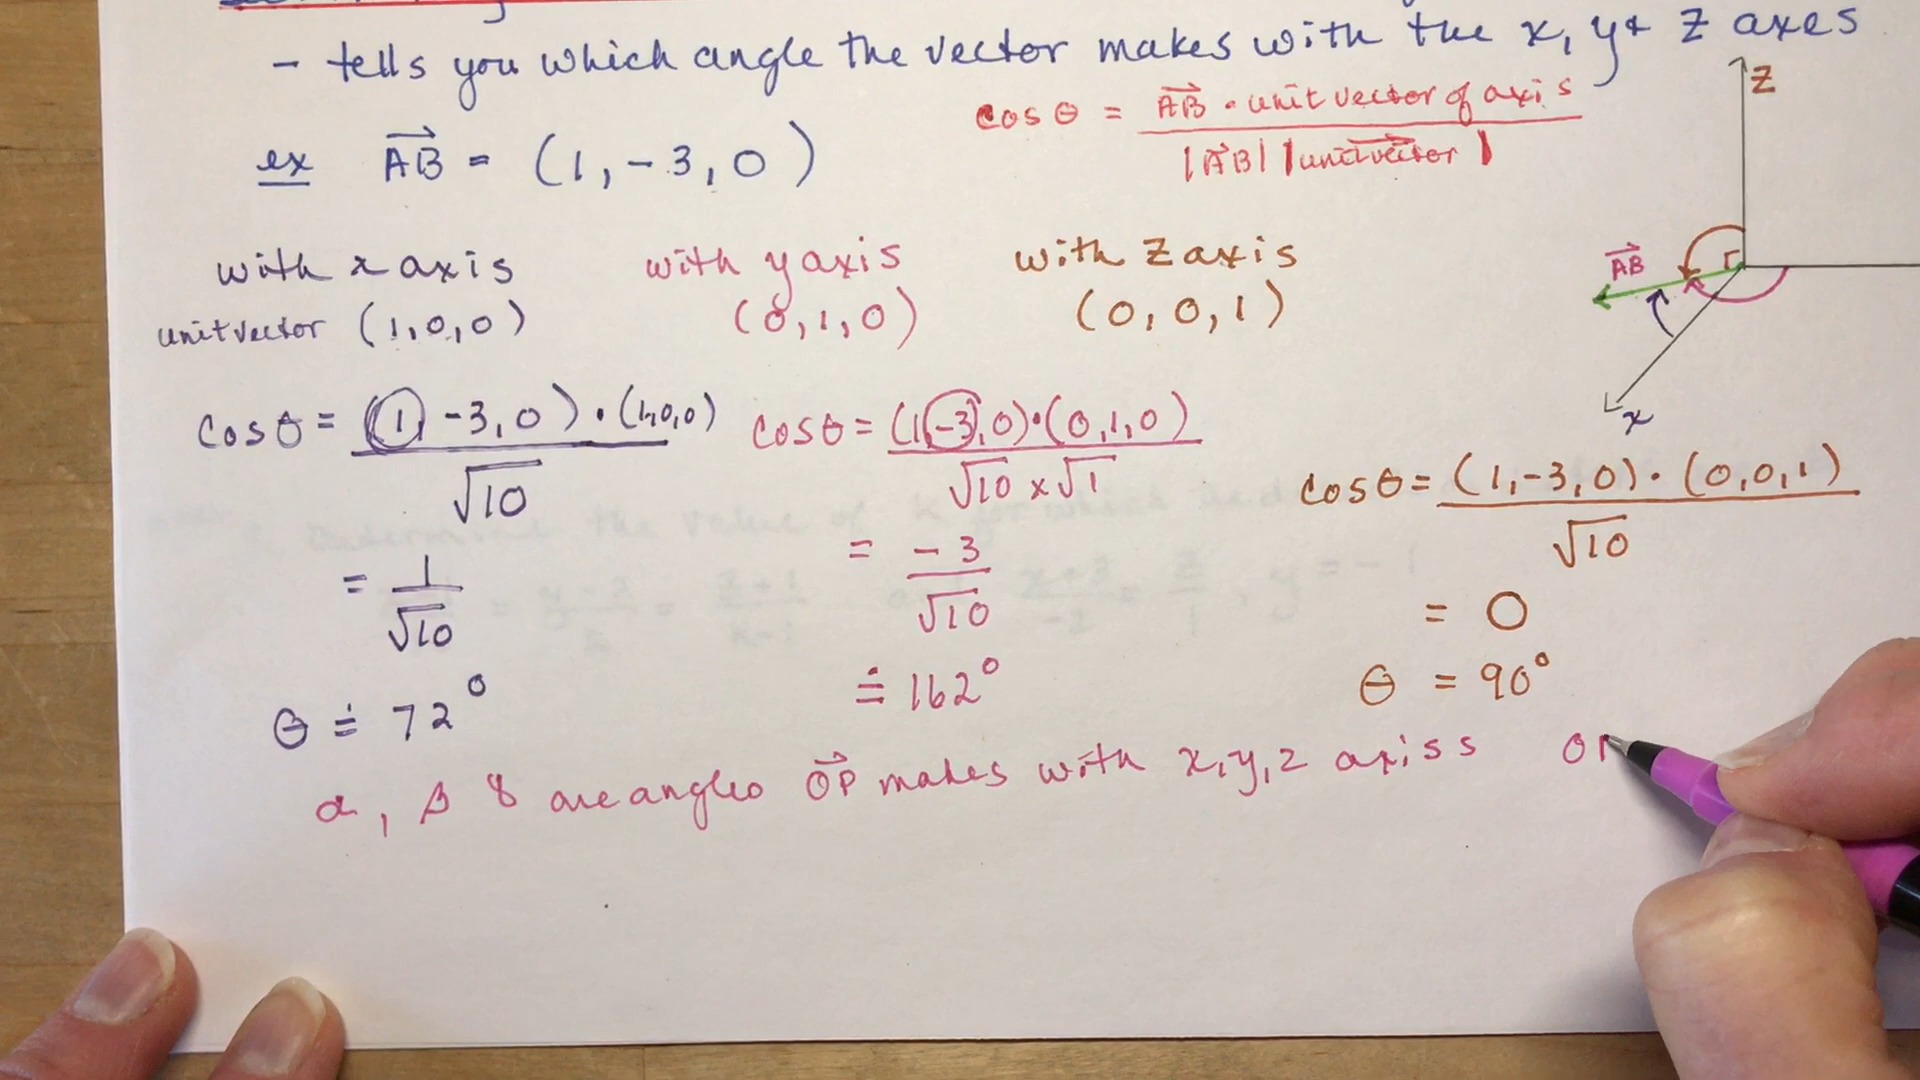 - tells you which angle the vector makes with the x, y + z axes
cos θ = AB · unit vector of axis / |AB| |unit vector|
ex AB = (1, -3, 0)
z
AB
x
with x axis
unit vector (1, 0, 0)
with y axis
(0, 1, 0)
with z axis
(0, 0, 1)
cos θ = (1, -3, 0) · (1, 0, 0) / √10
= 1 / √10
θ ≐ 72°
cos θ = (1, -3, 0) · (0, 1, 0) / √10 × √1
= -3 / √10
≐ 162°
cos θ = (1, -3, 0) · (0, 0, 1) / √10
= 0
θ = 90°
α, β γ are angles OP makes with x, y, z axis s